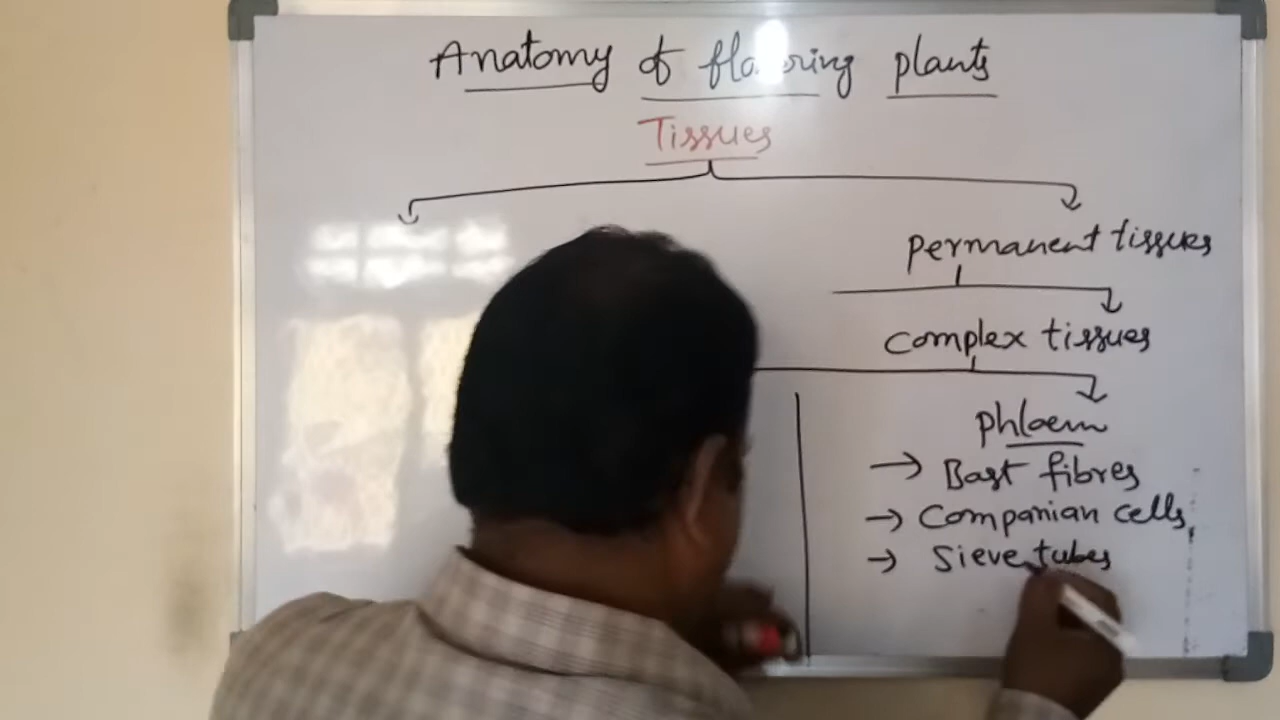 Anatomy of flowering plants
Tissues
permanent tissues
complex tissues
phloem
→ Bast fibres
→ Companian cells
→ Sieve tubes